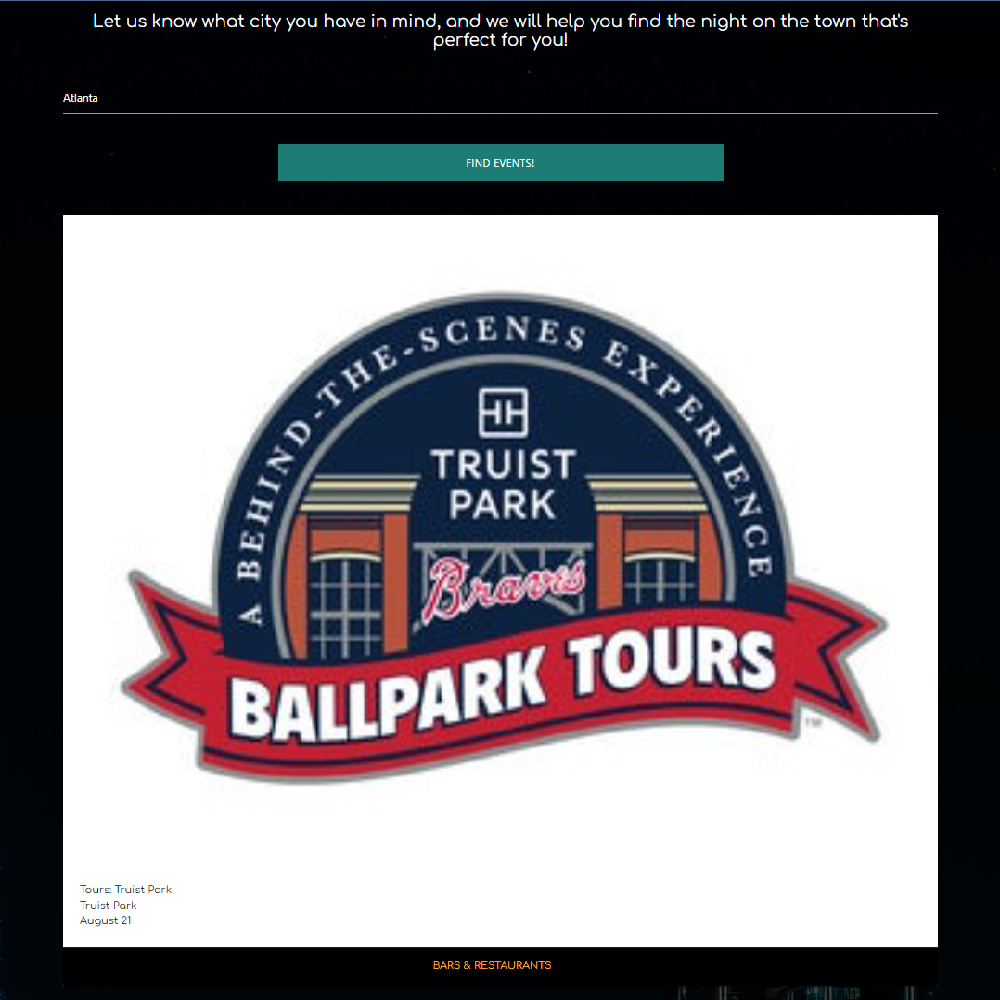 Let us know what city you have in mind, and we will help you find the night on the town that's
perfect for you!
Atlanta
FIND EVENTS!
A BEHIND-THE-SCENES EXPERIENCE
TRUIST
PARK
Braves
BALLPARK TOURS
TM
Tours: Truist Park
Truist Park
August 21
BARS & RESTAURANTS